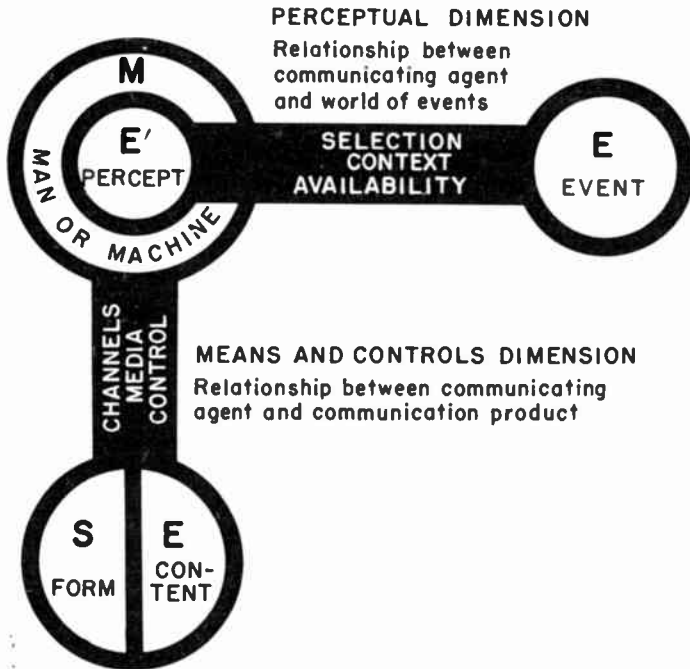 PERCEPTUAL DIMENSION
Relationship between
communicating agent
and world of events
M
E′
PERCEPT
MAN OR MACHINE
SELECTION
CONTEXT
AVAILABILITY
E
EVENT
CHANNELS
MEDIA
CONTROL
MEANS AND CONTROLS DIMENSION
Relationship between communicating
agent and communication product
S
FORM
E
CON-
TENT